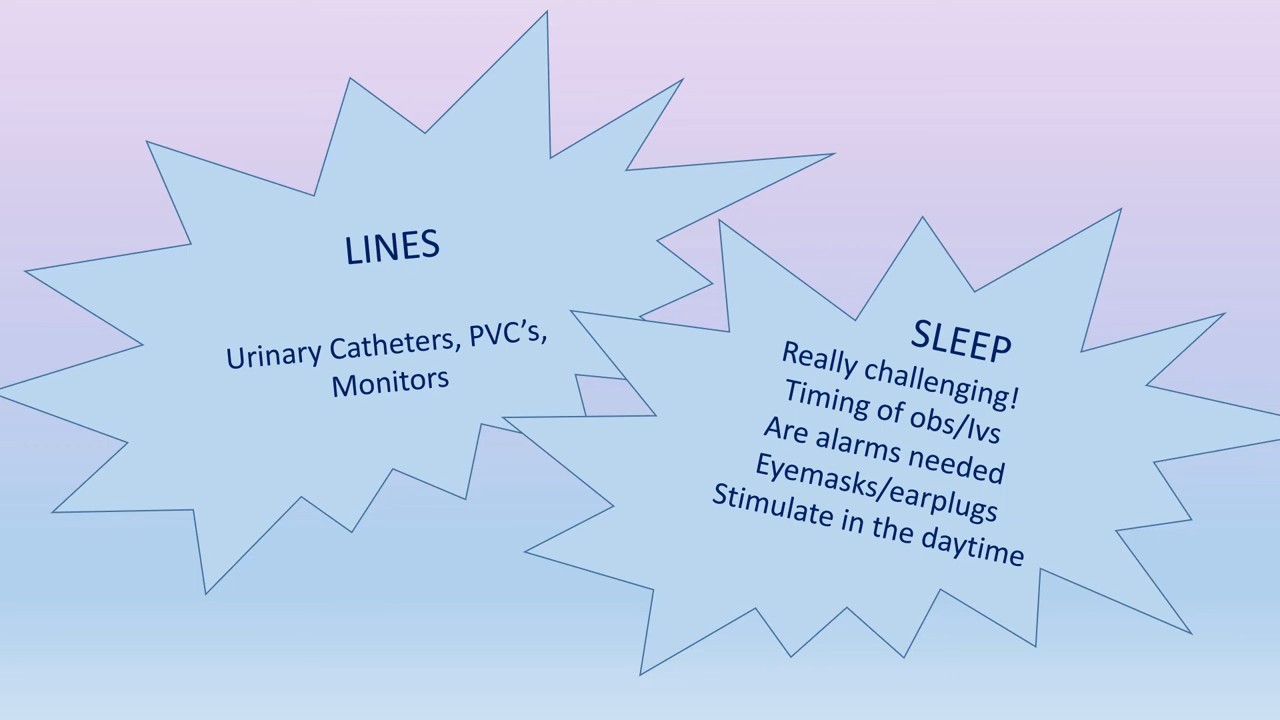 LINES
Urinary Catheters, PVC’s,
Monitors
SLEEP
Really challenging!
Timing of obs/Ivs
Are alarms needed
Eyemasks/earplugs
Stimulate in the daytime